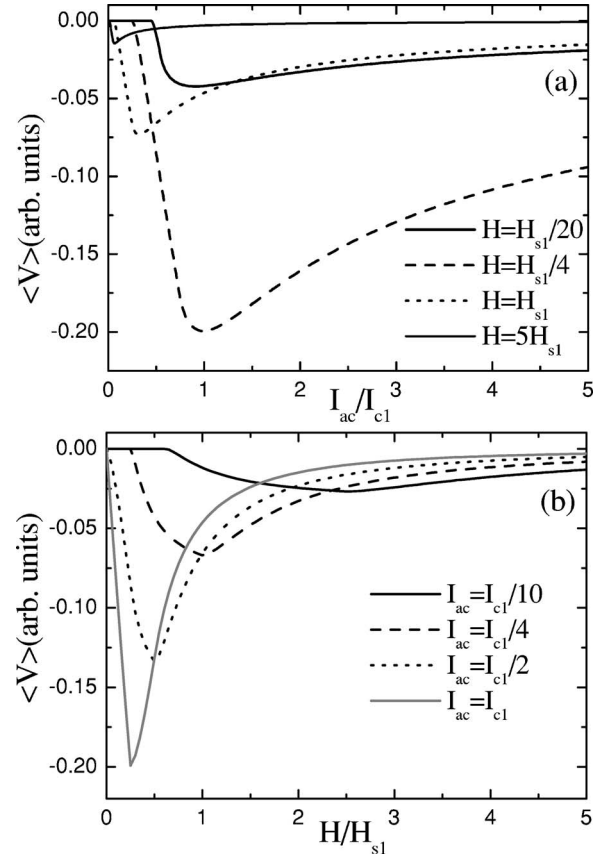 0.00
-0.05
-0.10
-0.15
-0.20
<V>(arb. units)
(a)
H=H_s1/20
H=H_s1/4
H=H_s1
H=5H_s1
0 1 2 3 4 5
I_ac/I_c1
0.00
-0.05
-0.10
-0.15
-0.20
<V>(arb. units)
(b)
I_ac=I_c1/10
I_ac=I_c1/4
I_ac=I_c1/2
I_ac=I_c1
0 1 2 3 4 5
H/H_s1